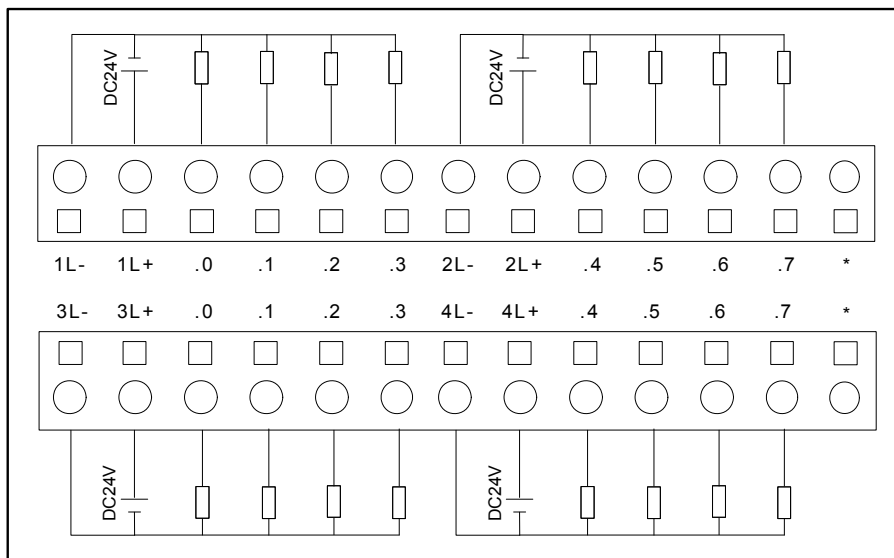 DC24V DC24V
1L- 1L+ .0 .1 .2 .3 2L- 2L+ .4 .5 .6 .7 *
3L- 3L+ .0 .1 .2 .3 4L- 4L+ .4 .5 .6 .7 *
DC24V DC24V